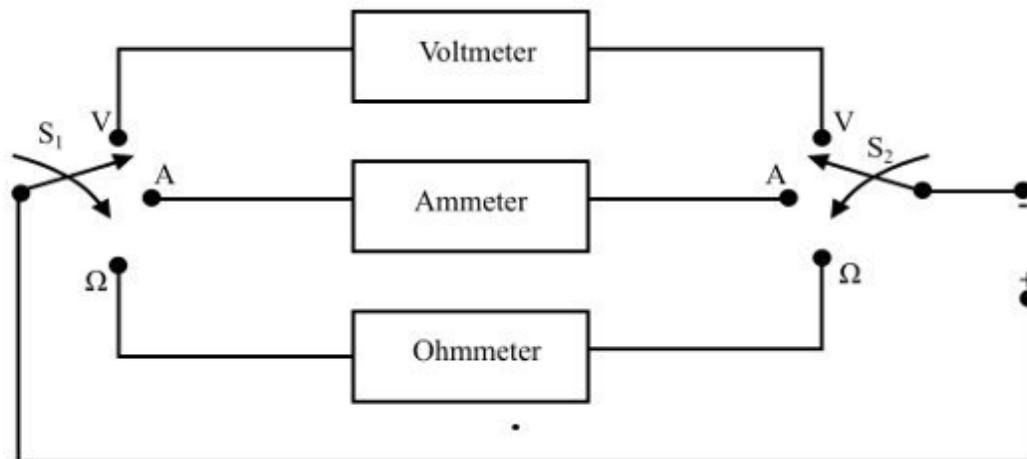 Voltmeter
V
V
S₁
S₂
A
A
Ammeter
-
Ω
Ω
+
Ohmmeter